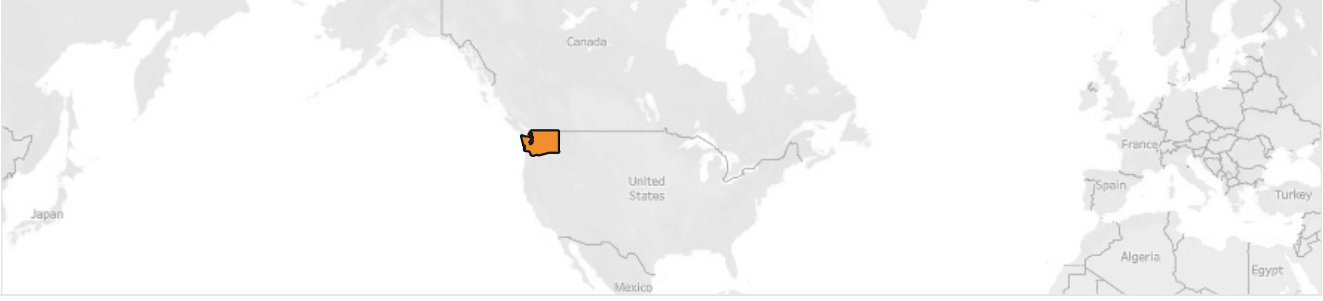 Canada
France
United
States
Spain
Turkey
Japan
Algeria
Egypt
Mexico